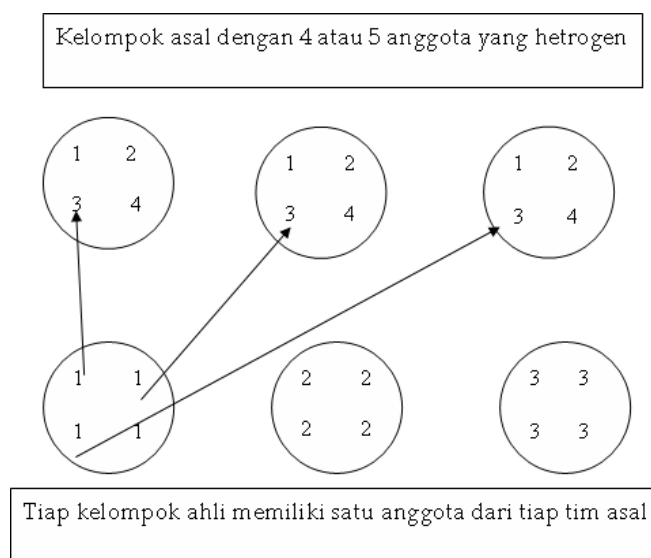 Kelompok asal dengan 4 atau 5 anggota yang hetrogen
1 2 1 2 1 2
3 4 3 4 3 4
1 1 2 2 3 3
1 1 2 2 3 3
Tiap kelompok ahli memiliki satu anggota dari tiap tim asal